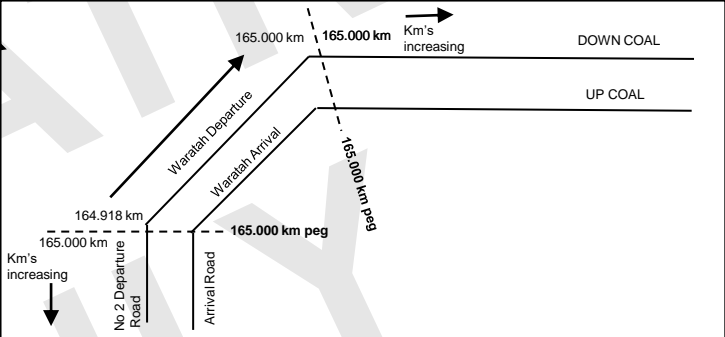 165.000 km
165.000 km
Km's
increasing
DOWN COAL
UP COAL
Waratah Departure
Waratah Arrival
165.000 km peg
164.918 km
165.000 km
165.000 km peg
Km's
increasing
No 2 Departure
Road
Arrival Road